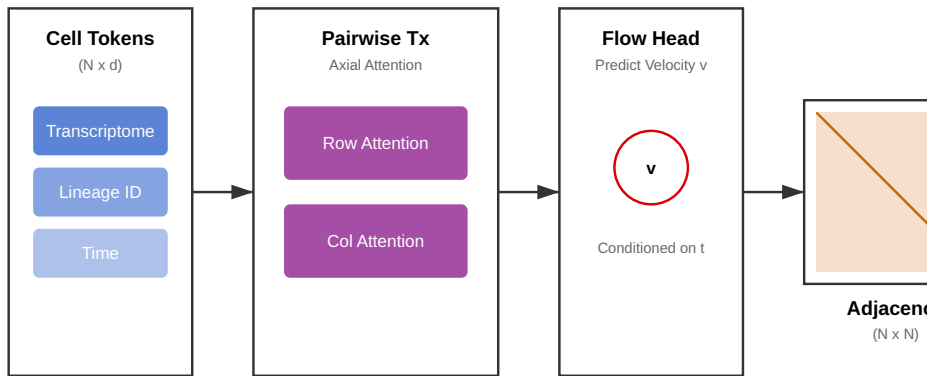 Cell Tokens
(N x d)
Transcriptome
Lineage ID
Time
Pairwise Tx
Axial Attention
Row Attention
Col Attention
Flow Head
Predict Velocity v
v
Conditioned on t
(N x N)